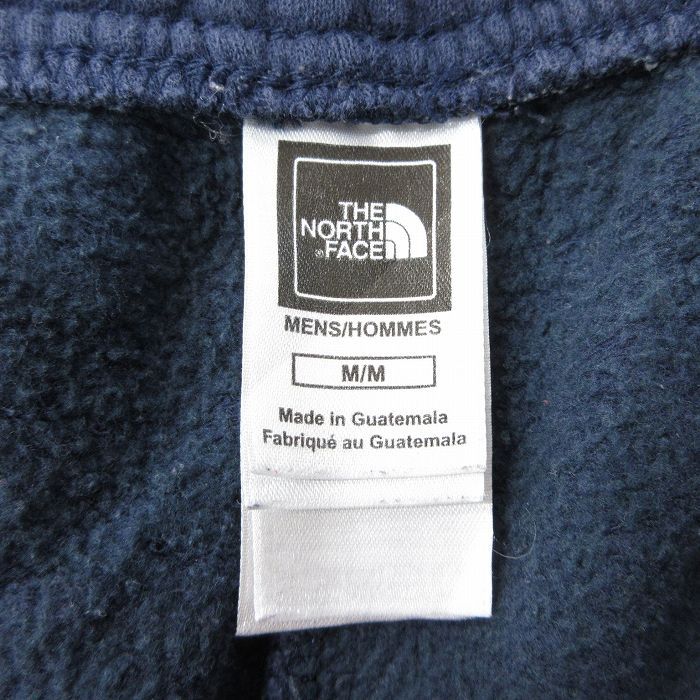 THE
NORTH
FACE
MENS/HOMMES
M/M
Made in Guatemala
Fabriqué au Guatemala